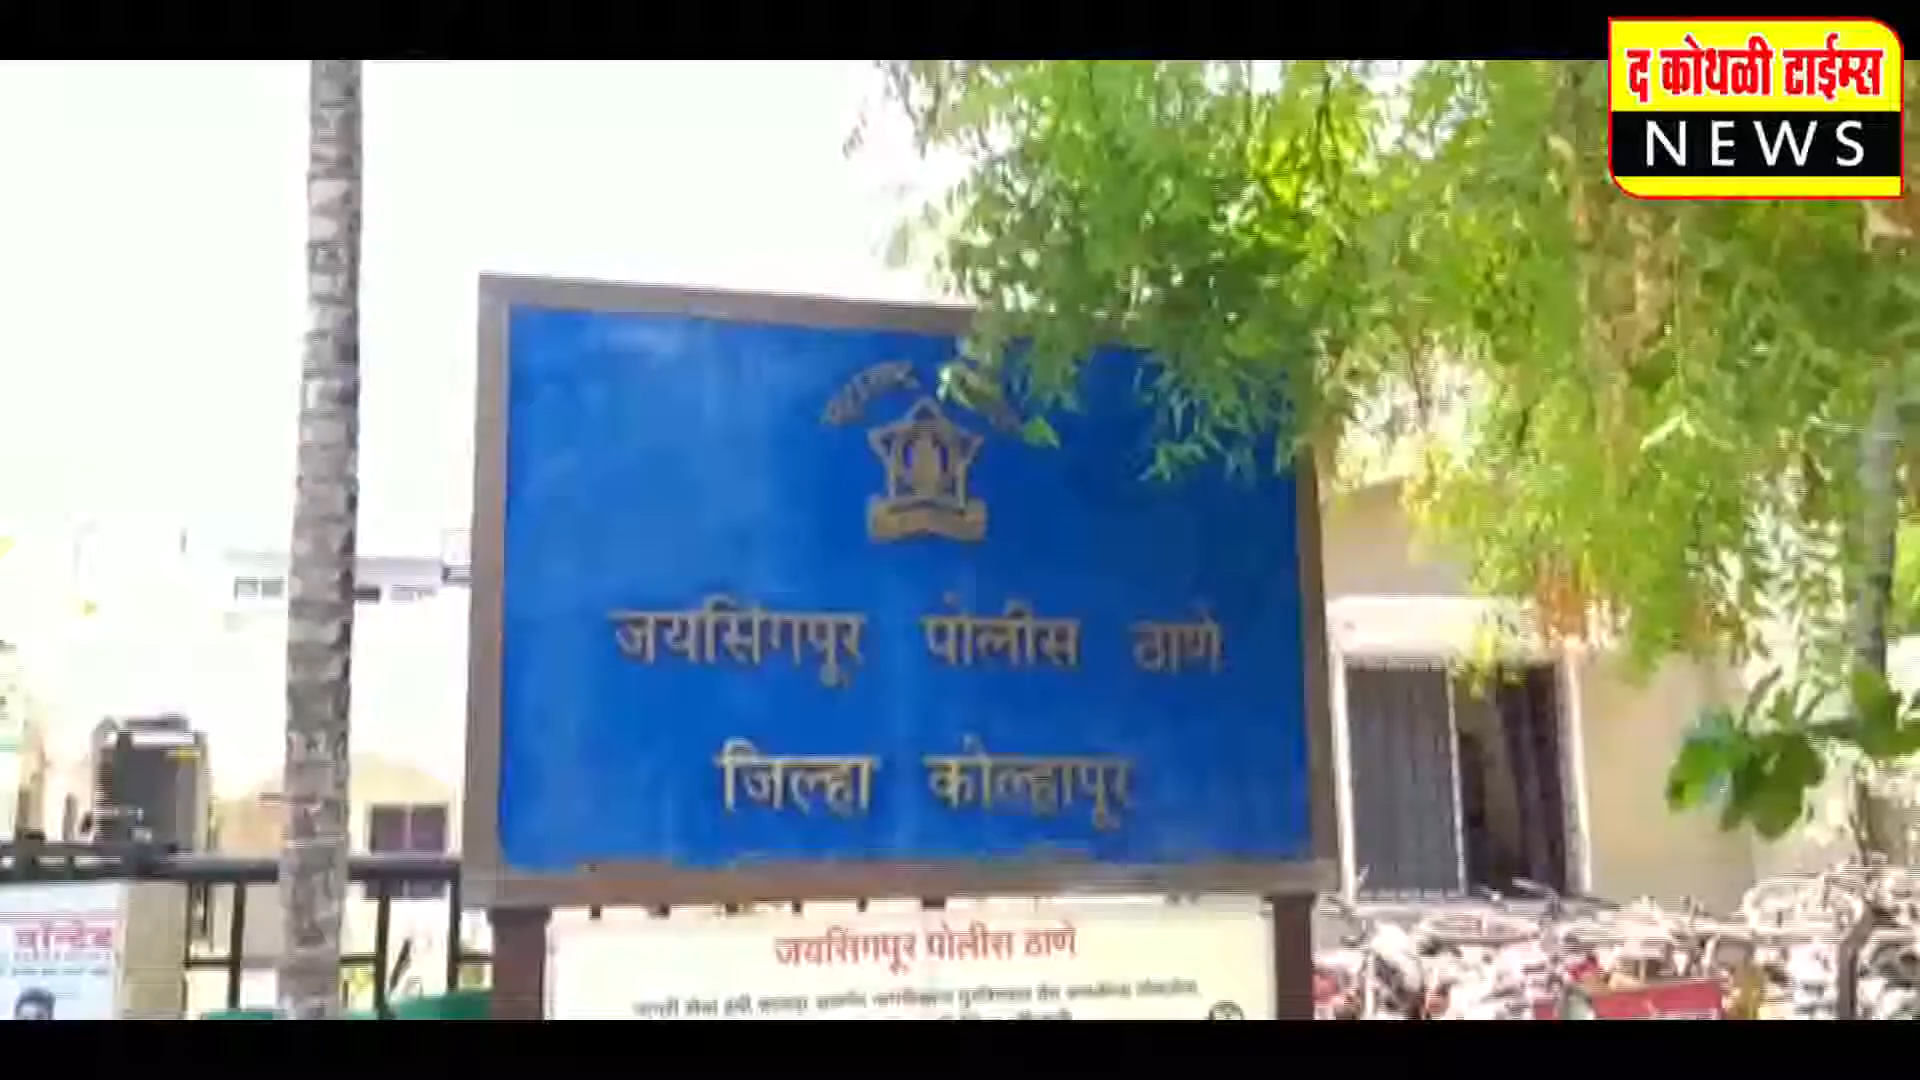 द कोथळी टाईम्स
NEWS
जयसिंगपूर पोलीस ठाणे
जिल्हा कोल्हापूर
जयसिंगपूर पोलीस ठाणे